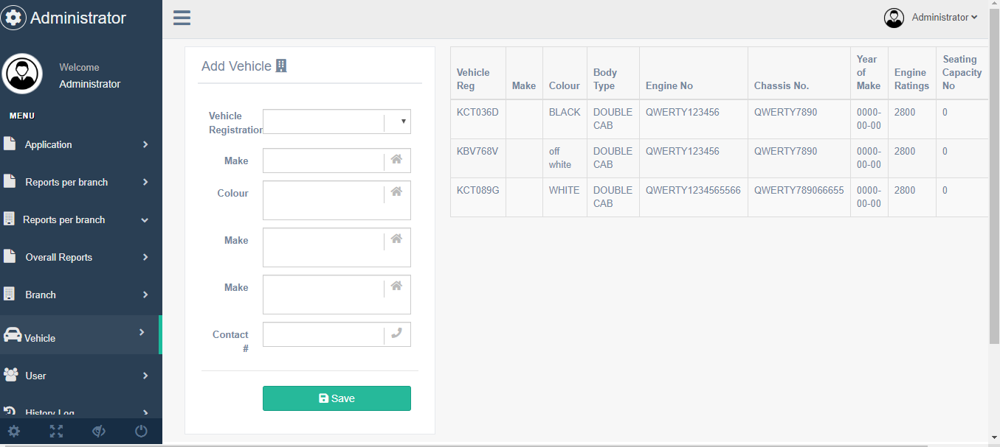 Administrator
Administrator
Welcome
Administrator
MENU
Application
Reports per branch
Reports per branch
Overall Reports
Branch
Vehicle
User
History Log
Add Vehicle
Vehicle
Registration
Make
Colour
Make
Make
Contact
#
Save
Vehicle Reg Make Colour Body Type Engine No Chassis No. Year of Make Engine Ratings Seating Capacity No
KCT036D BLACK DOUBLE CAB QWERTY123456 QWERTY7890 0000-00-00 2800 0
KBV768V off white DOUBLE CAB QWERTY123456 QWERTY7890 0000-00-00 2800 0
KCT089G WHITE DOUBLE CAB QWERTY1234565566 QWERTY789066655 0000-00-00 2800 0